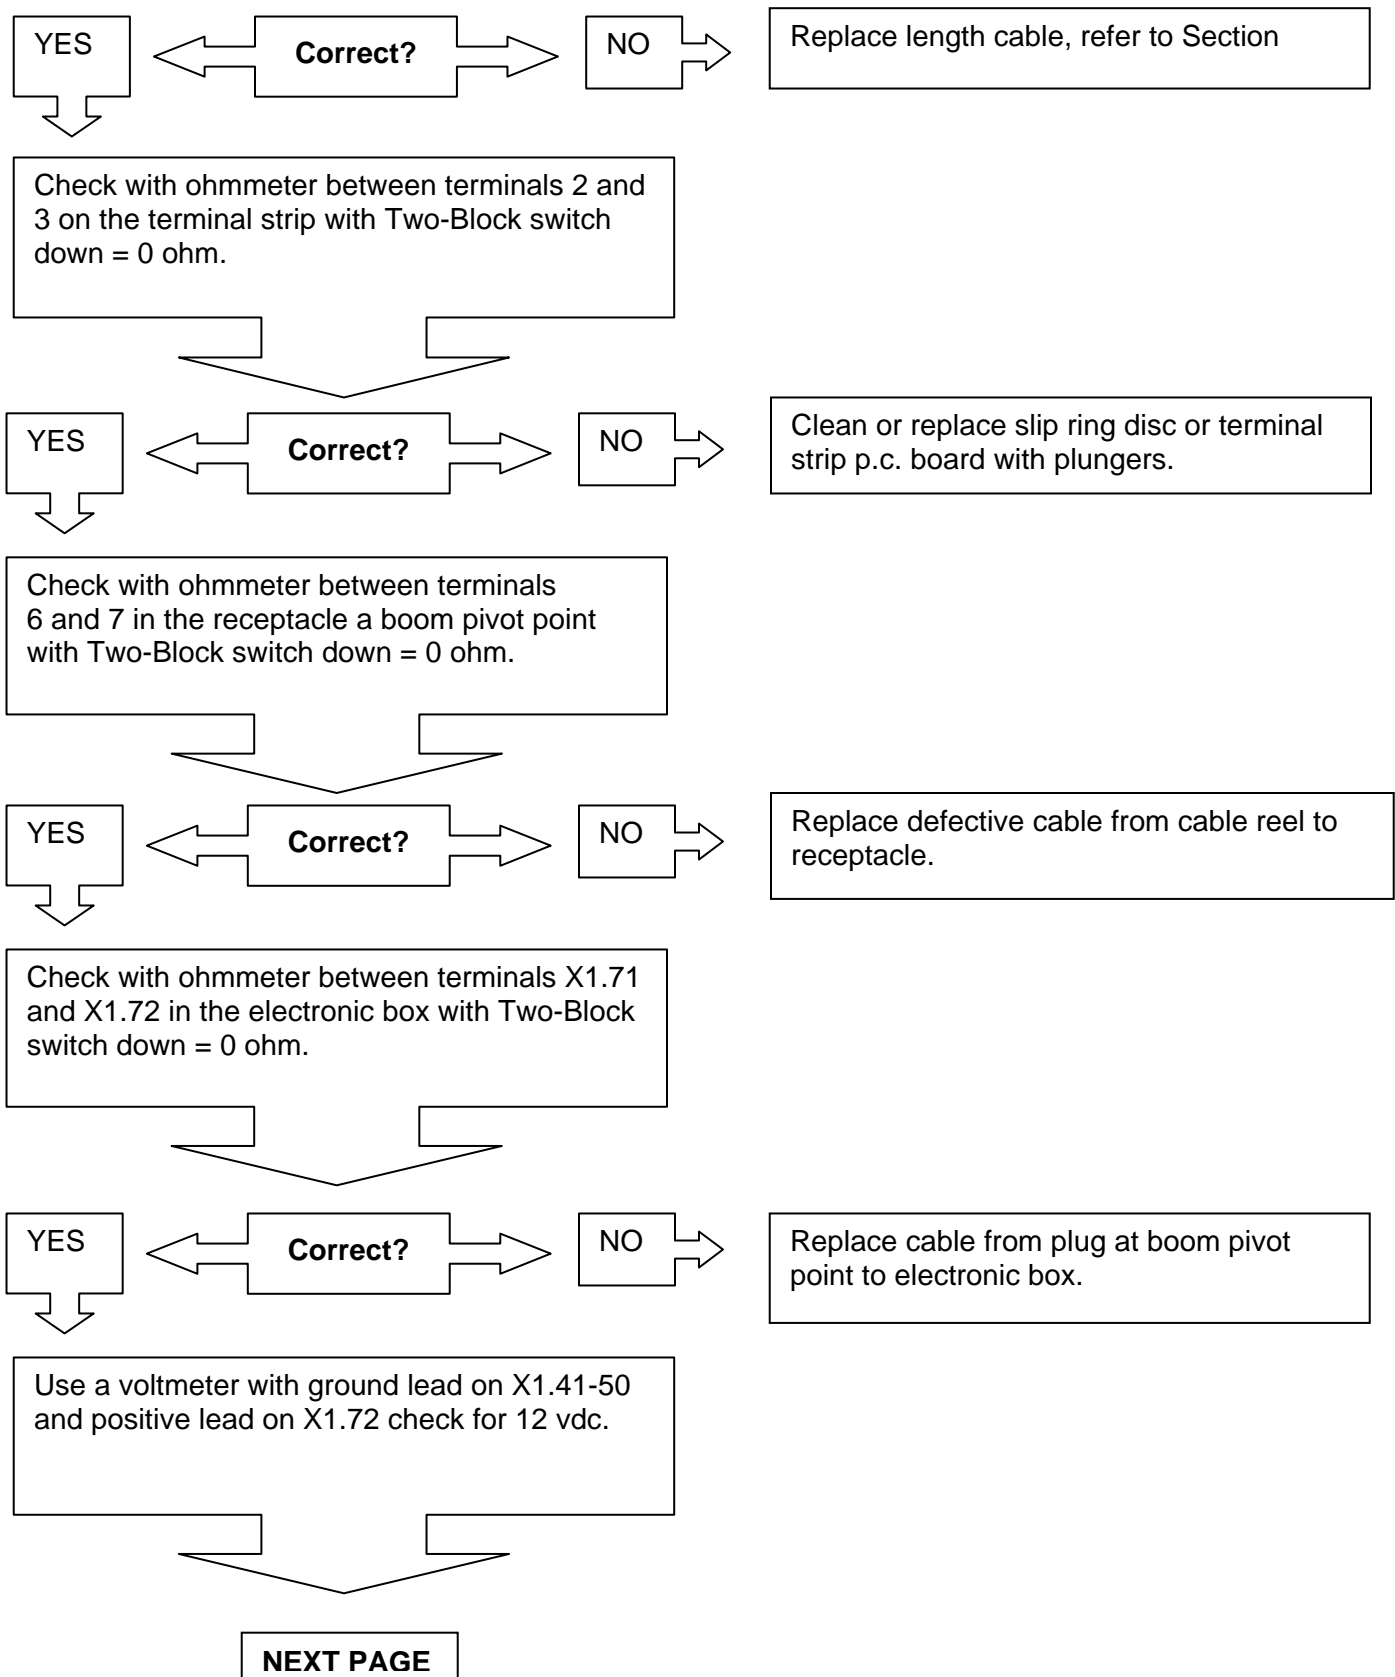 YES
Correct?
NO
Replace length cable, refer to Section
Check with ohmmeter between terminals 2 and
3 on the terminal strip with Two-Block switch
down = 0 ohm.
YES
Correct?
NO
Clean or replace slip ring disc or terminal
strip p.c. board with plungers.
Check with ohmmeter between terminals
6 and 7 in the receptacle a boom pivot point
with Two-Block switch down = 0 ohm.
YES
Correct?
NO
Replace defective cable from cable reel to
receptacle.
Check with ohmmeter between terminals X1.71
and X1.72 in the electronic box with Two-Block
switch down = 0 ohm.
YES
Correct?
NO
Replace cable from plug at boom pivot
point to electronic box.
Use a voltmeter with ground lead on X1.41-50
and positive lead on X1.72 check for 12 vdc.
NEXT PAGE